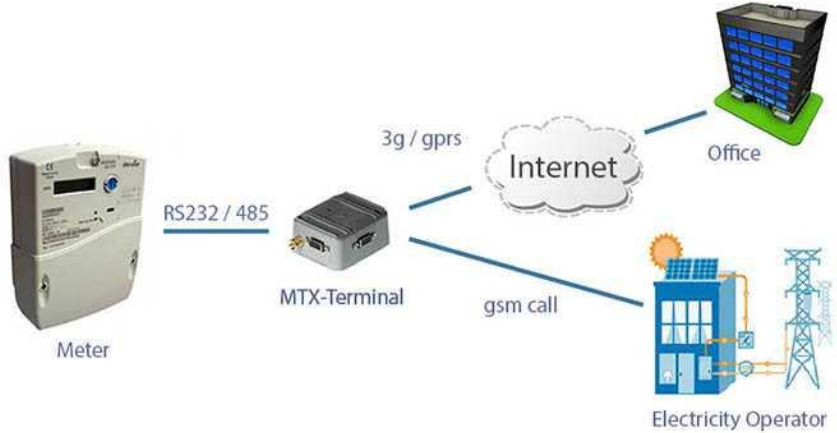 3g / gprs
Internet
Office
RS232 / 485
MTX-Terminal
gsm call
Meter
Electricity Operator